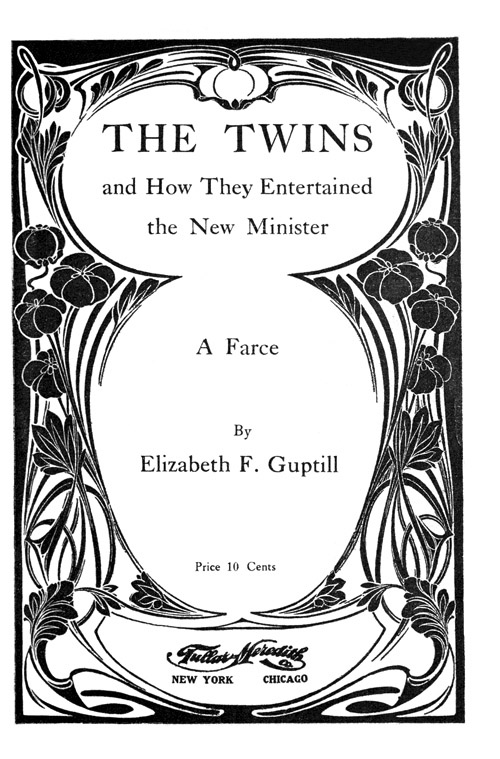 THE TWINS
and How They Entertained
the New Minister
A Farce
By
Elizabeth F. Guptill
Price 10 Cents
Tullar-Meredith Co.
NEW YORK CHICAGO